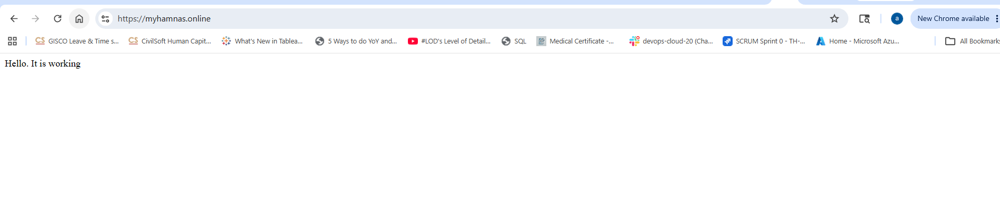 https://myhamnas.online
a
New Chrome available
GISCO Leave & Time s...
CS
CivilSoft Human Capit...
CS
What's New in Tablea...
5 Ways to do YoY and...
#LOD's Level of Detail...
SQL
Medical Certificate -...
devops-cloud-20 (Cha...
SCRUM Sprint 0 - TH-...
Home - Microsoft Azu...
All Bookmarks
Hello. It is working